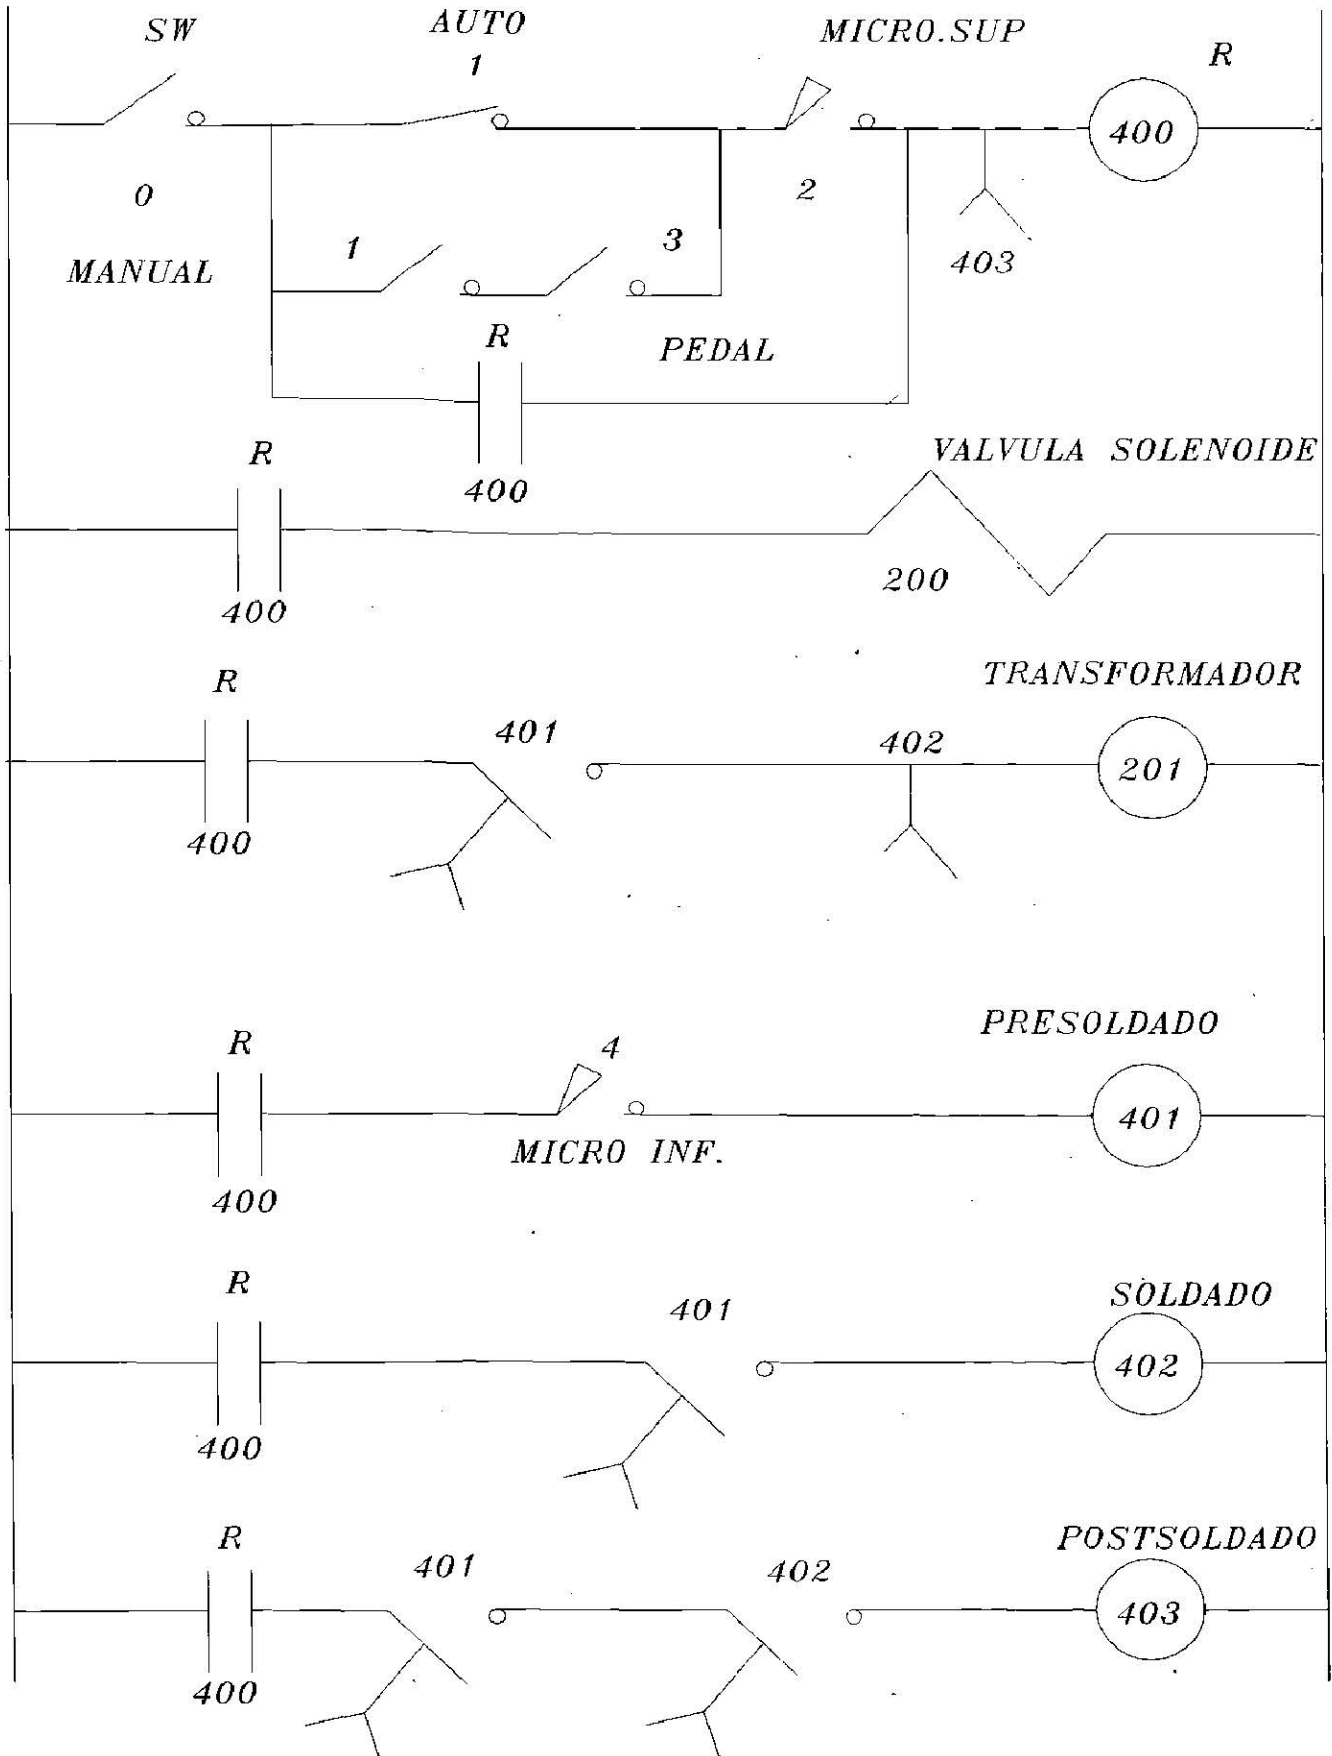 SW
AUTO
MICRO.SUP
R
1
400
0
2
1
3
403
MANUAL
R
PEDAL
400
R
VALVULA SOLENOIDE
200
400
R
TRANSFORMADOR
401
402
201
400
R
4
PRESOLDADO
401
MICRO INF.
400
R
401
SOLDADO
402
400
R
401
402
POSTSOLDADO
403
400